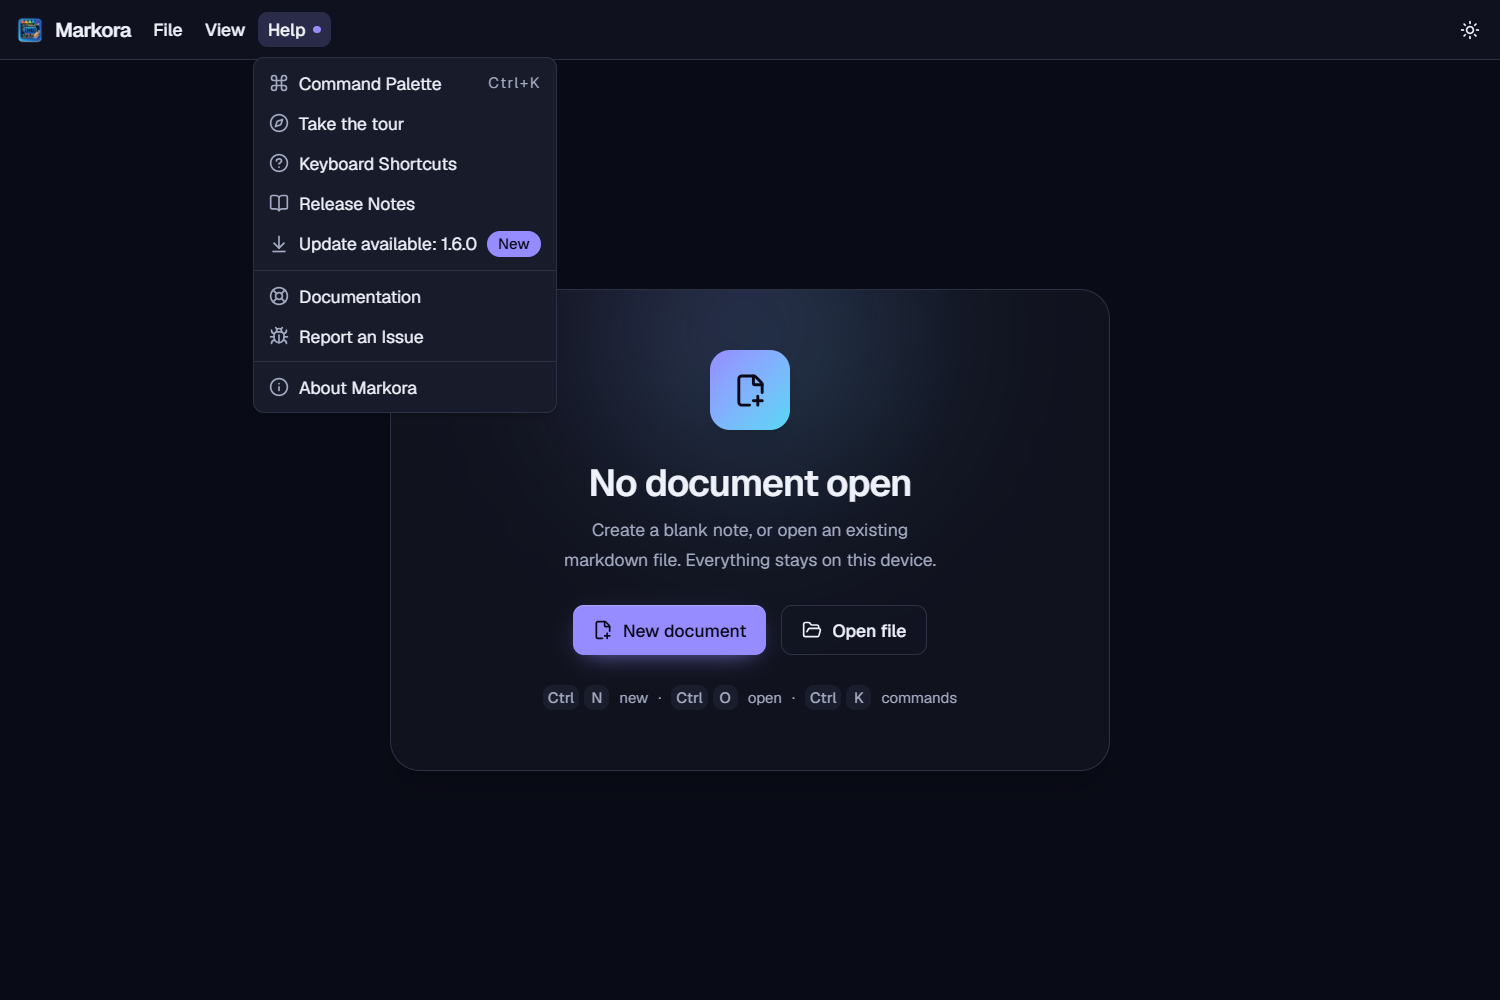 Markora File View Help
Command Palette Ctrl+K
Take the tour
Keyboard Shortcuts
Release Notes
Update available: 1.6.0 New
Documentation
Report an Issue
About Markora
No document open
Create a blank note, or open an existing
markdown file. Everything stays on this device.
New document Open file
Ctrl N new · Ctrl O open · Ctrl K commands